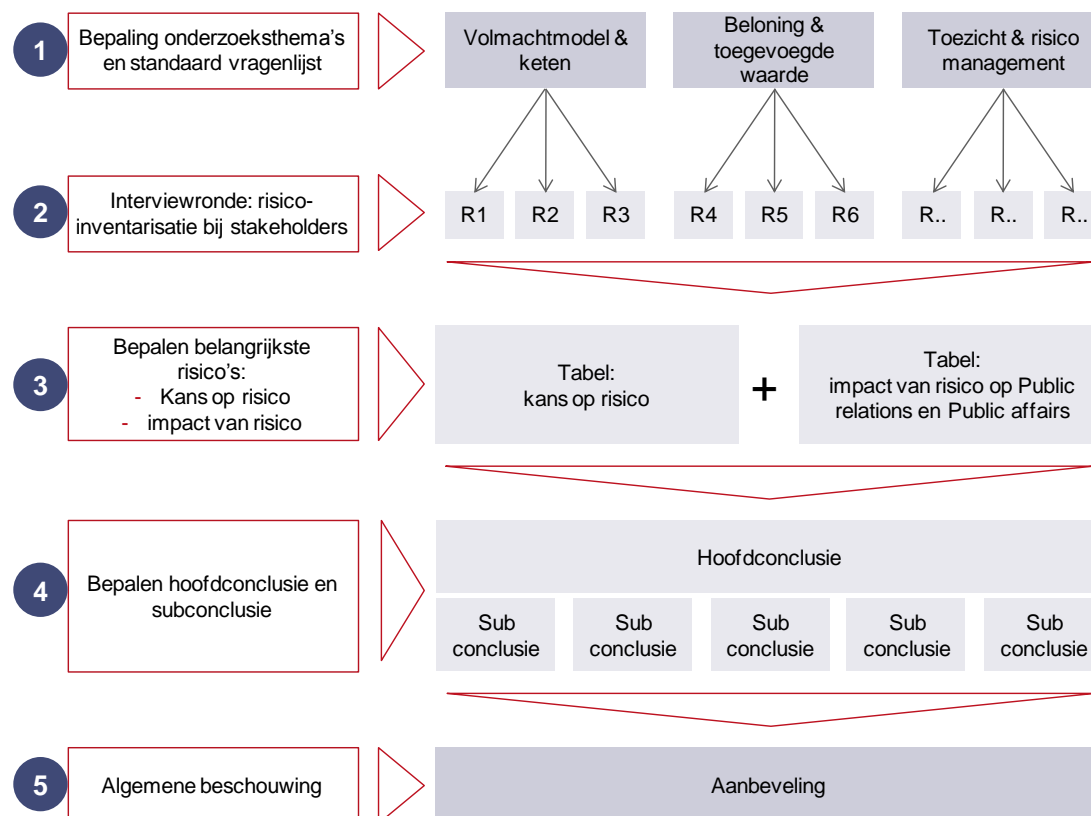 1
Bepaling onderzoeksthema's
en standaard vragenlijst
Volmachtmodel &
keten
Beloning &
toegevoegde
waarde
Toezicht & risico
management
2
Interviewronde: risico-
inventarisatie bij stakeholders
R1
R2
R3
R4
R5
R6
R..
R..
R..
3
Bepalen belangrijkste
risico's:
- Kans op risico
- impact van risico
Tabel:
kans op risico
+
Tabel:
impact van risico op Public
relations en Public affairs
4
Bepalen hoofdconclusie en
subconclusie
Hoofdconclusie
Sub
conclusie
Sub
conclusie
Sub
conclusie
Sub
conclusie
Sub
conclusie
5
Algemene beschouwing
Aanbeveling